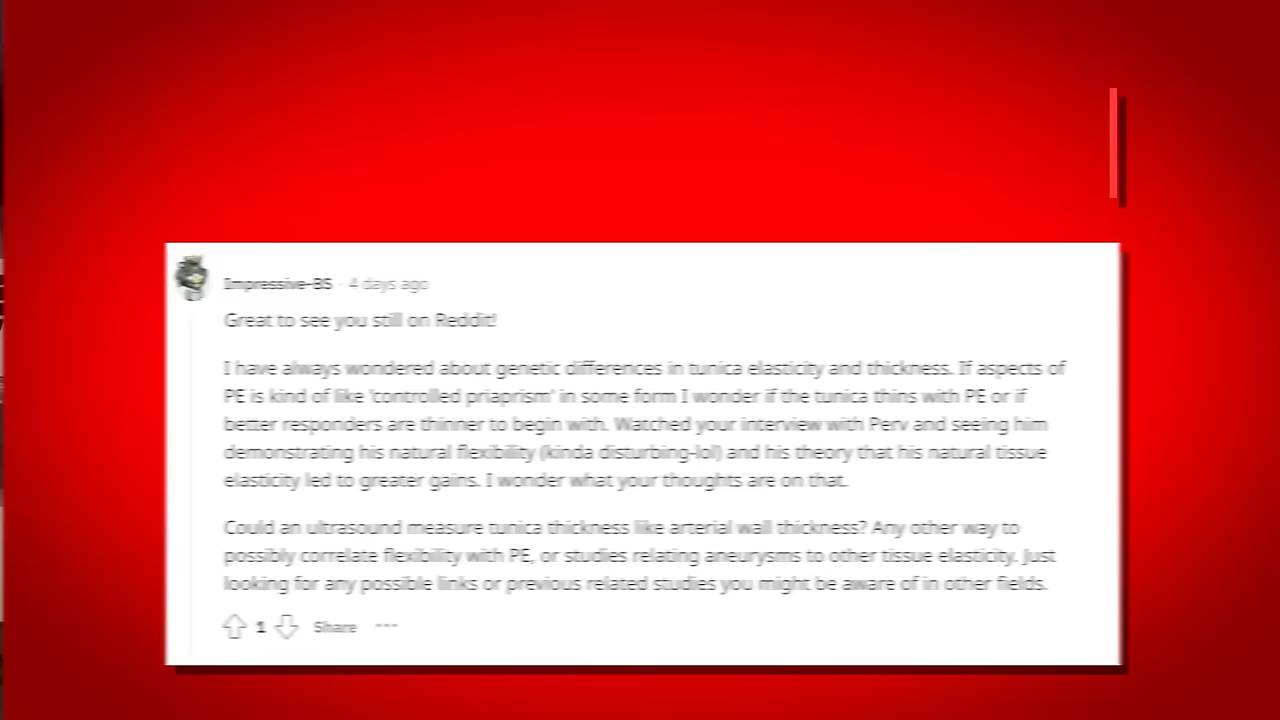 Impressive-BS · 4 days ago
Great to see you still on Reddit!
I have always wondered about genetic differences in tunica elasticity and thickness. If aspects of
PE is kind of like 'controlled priaprism' in some form I wonder if the tunica thins with PE or if
better responders are thinner to begin with. Watched your interview with Perv and seeing him
demonstrating his natural flexibility (kinda disturbing-lol) and his theory that his natural tissue
elasticity led to greater gains. I wonder what your thoughts are on that.
Could an ultrasound measure tunica thickness like arterial wall thickness? Any other way to
possibly correlate flexibility with PE, or studies relating aneurysms to other tissue elasticity. Just
looking for any possible links or previous related studies you might be aware of in other fields.
1 Share ···